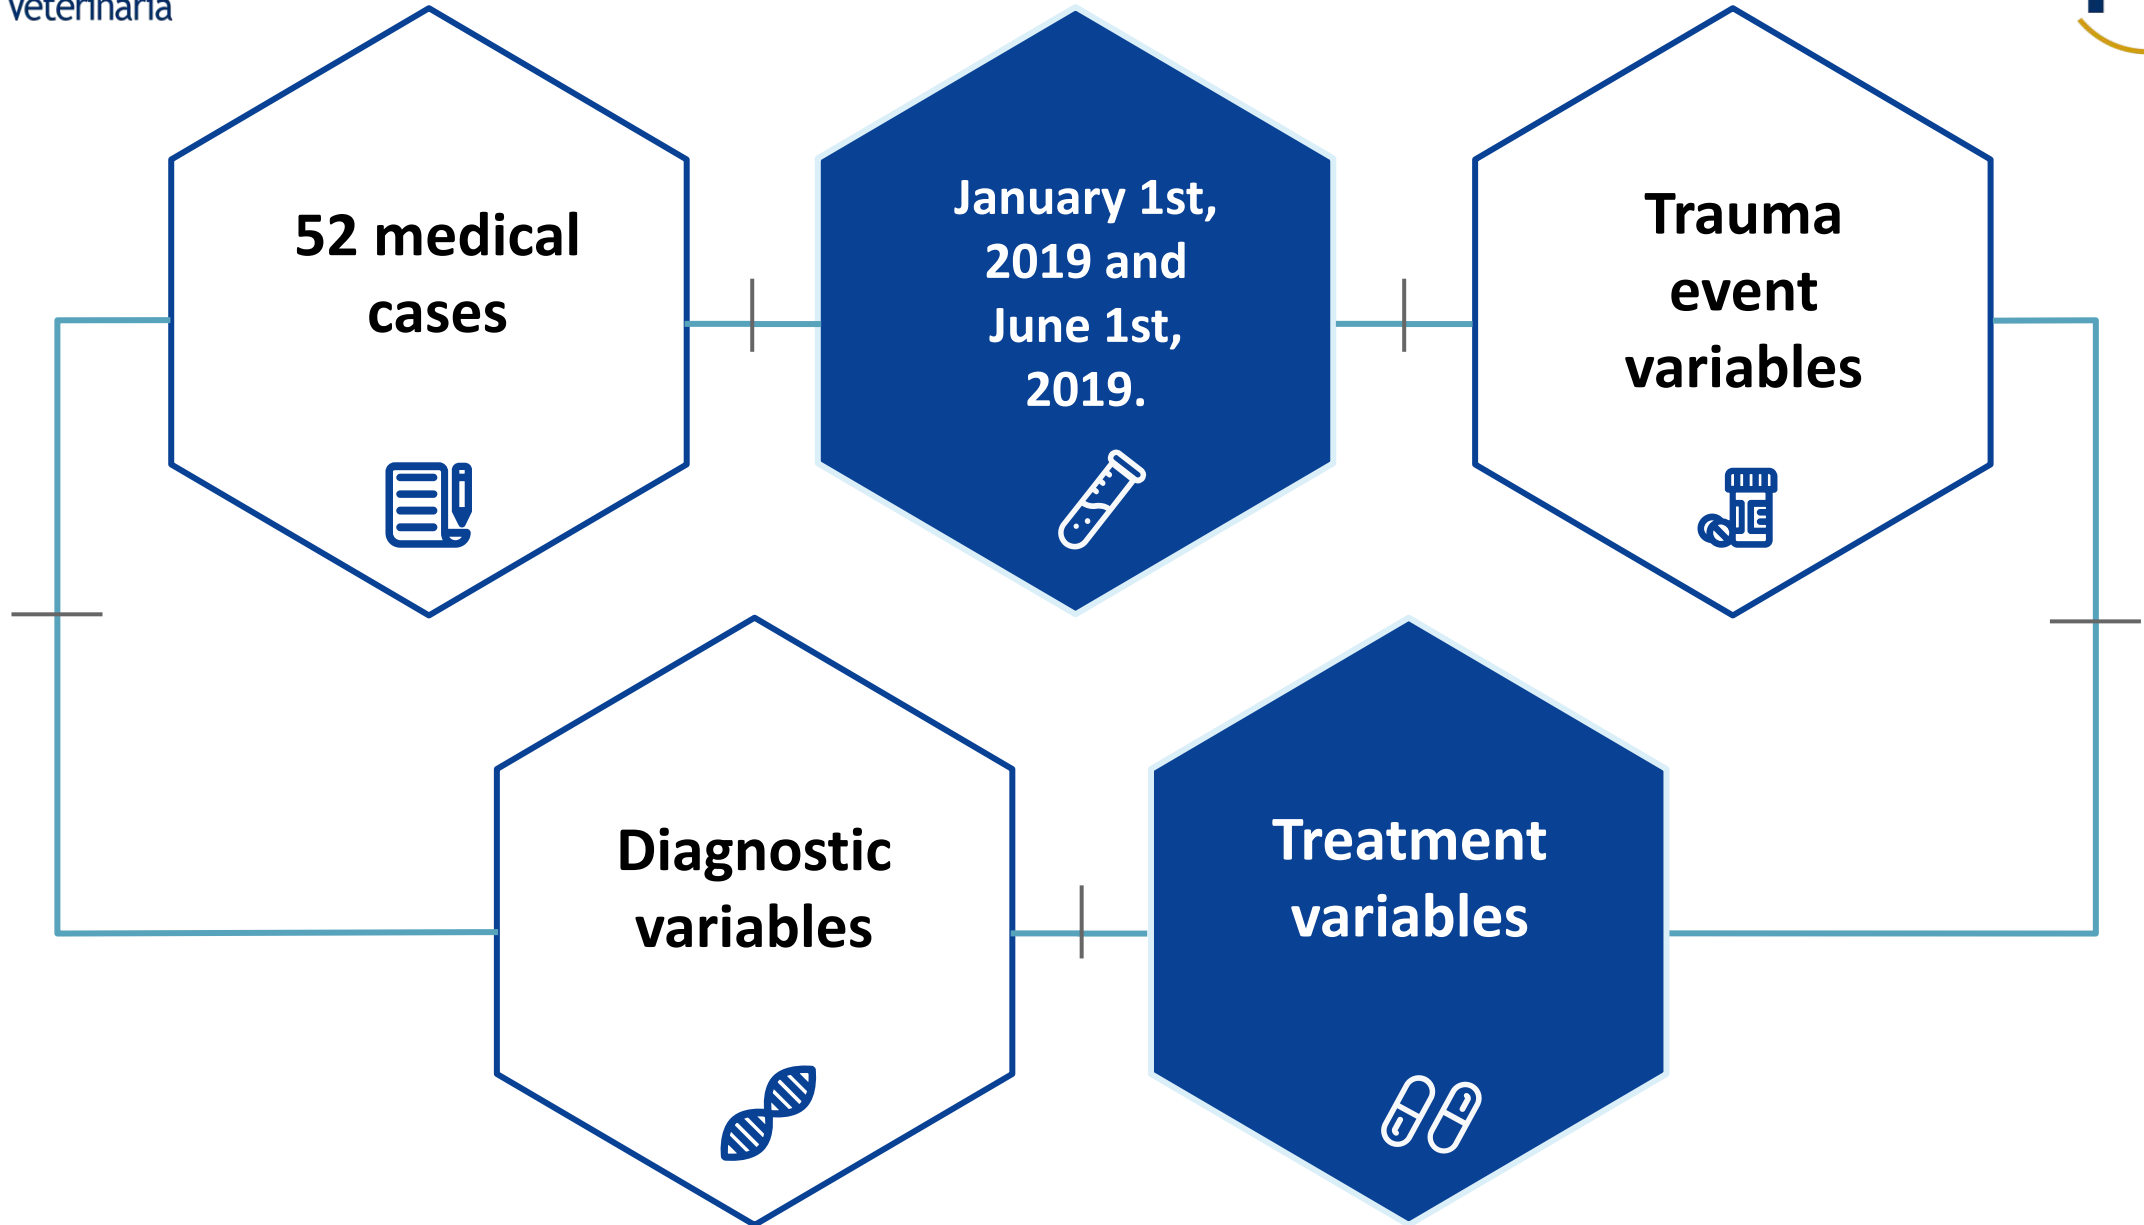 Veterinaria
52 medical
cases
January 1st,
2019 and
June 1st,
2019.
Trauma
event
variables
Diagnostic
variables
Treatment
variables